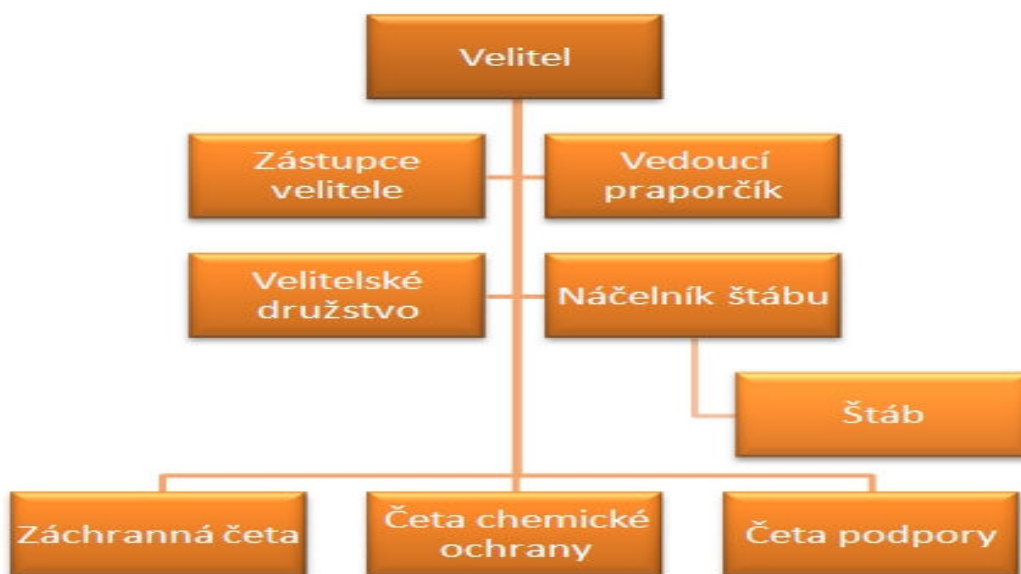 Velitel
Zástupce
velitele
Vedoucí
praporčík
Velitelské
družstvo
Náčelník štábu
Štáb
Záchranná četa
Četa chemické
ochrany
Četa podpory